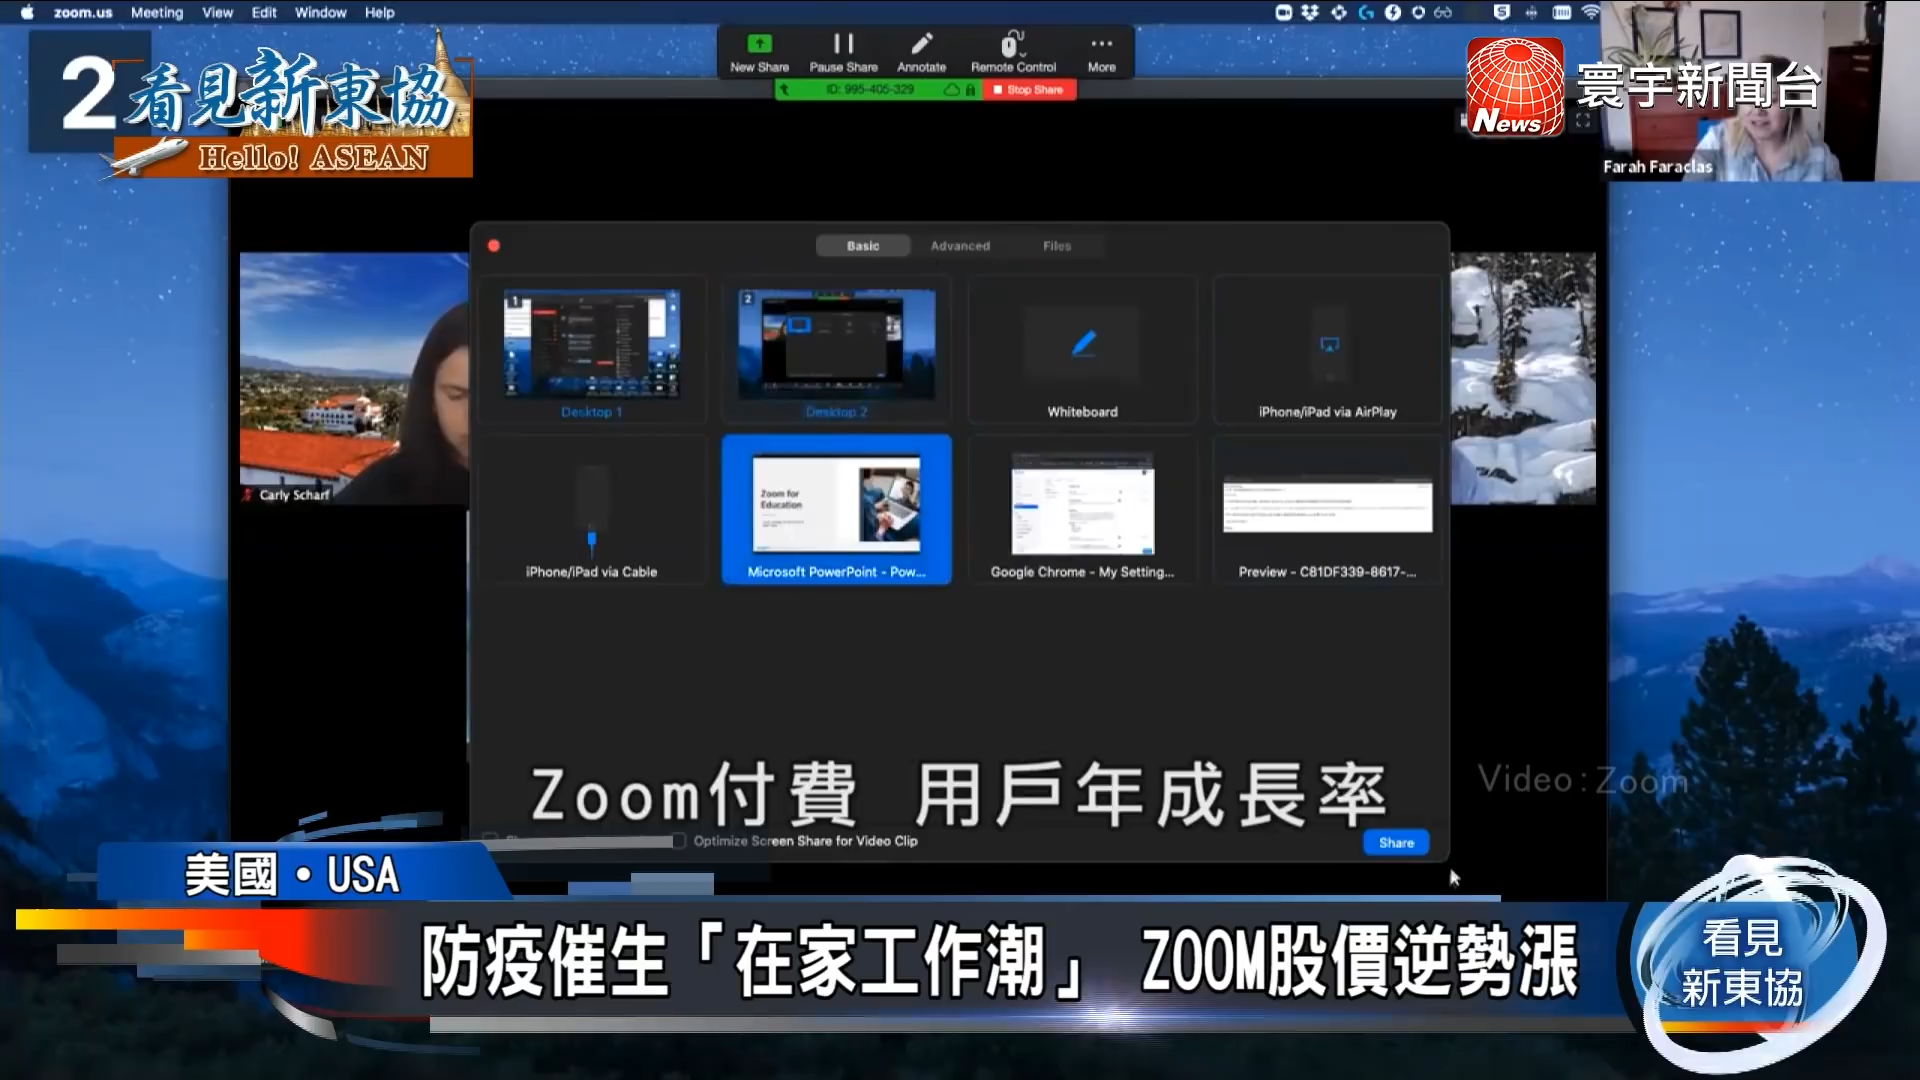 zoom.us Meeting View Edit Window Help
2
看見新東協
Hello! ASEAN
New Share Pause Share Annotate Remote Control More
ID: 995-405-329 Stop Share
News
寰宇新聞台
Farah Faraclas
Basic Advanced Files
1
2
Desktop 1 Desktop 2 Whiteboard iPhone/iPad via AirPlay
Zoom for
Education
Carly Scharf
iPhone/iPad via Cable Microsoft PowerPoint - Pow... Google Chrome - My Setting... Preview - C81DF339-8617-...
Zoom付費 用戶年成長率
Video : Zoom
Optimize Screen Share for Video Clip
Share
美國•USA
防疫催生「在家工作潮」 ZOOM股價逆勢漲
看見
新東協